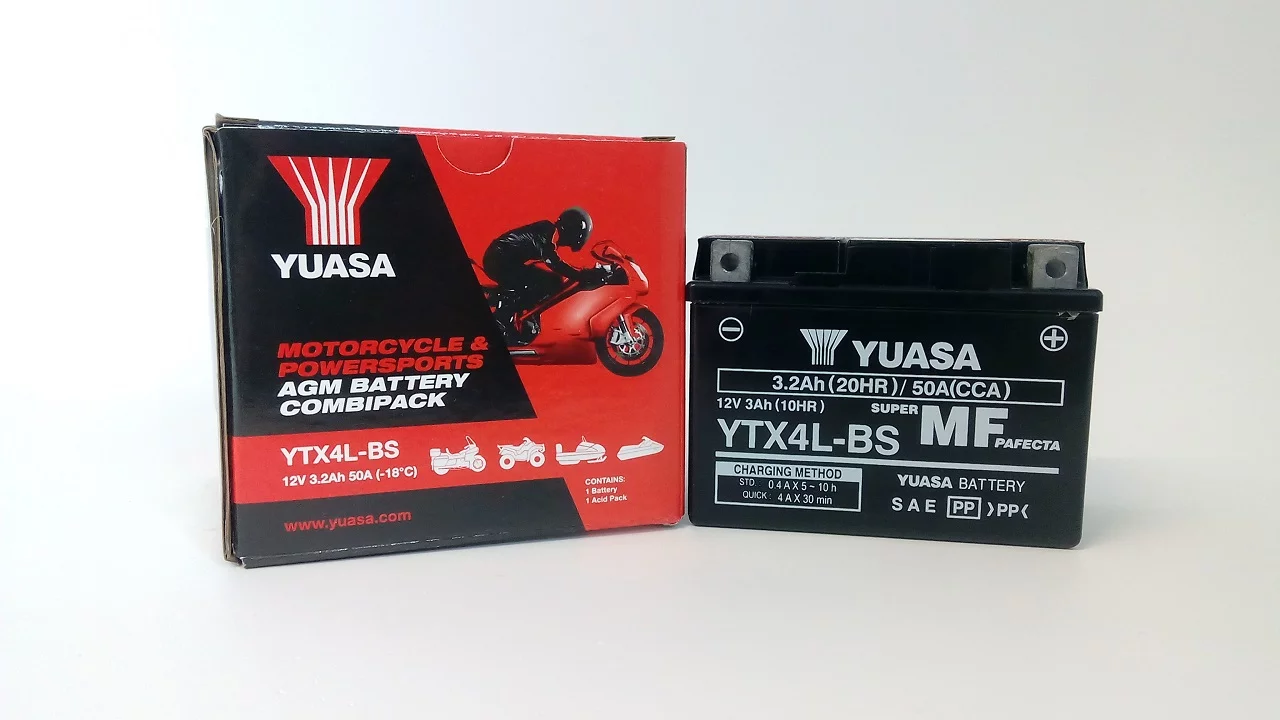 YUASA
MOTORCYCLE &
POWERSPORTS
AGM BATTERY
COMBIPACK
YTX4L-BS
12V 3.2Ah 50A (-18°C)
CONTAINS:
1 Battery
1 Acid Pack
www.yuasa.com
YUASA
3.2Ah (20HR) / 50A(CCA)
12V 3Ah (10HR)
SUPER MF PAFECTA
YTX4L-BS
CHARGING METHOD
STD 0.4 A X 5 ~ 10 h
QUICK : 4 A X 30 min
YUASA BATTERY
SAE PP >PP<